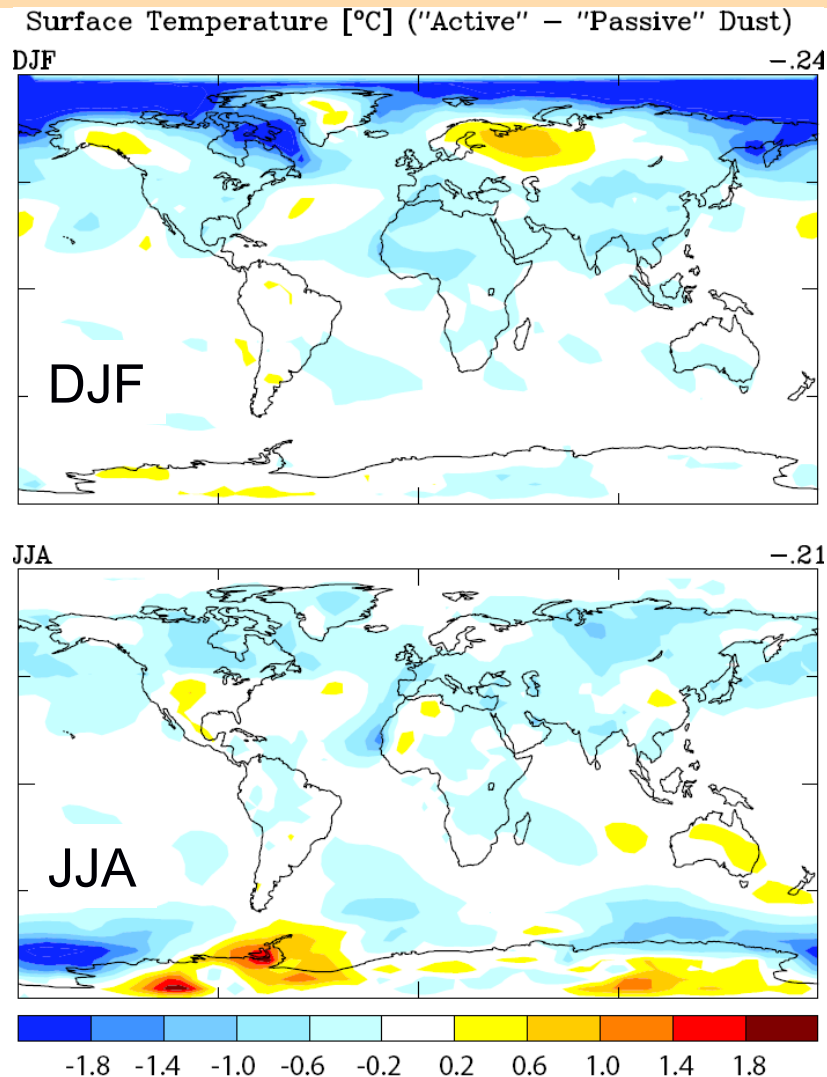 Surface Temperature [°C] ("Active" – "Passive" Dust)
DJF -.24
DJF
JJA -.21
JJA
-1.8 -1.4 -1.0 -0.6 -0.2 0.2 0.6 1.0 1.4 1.8